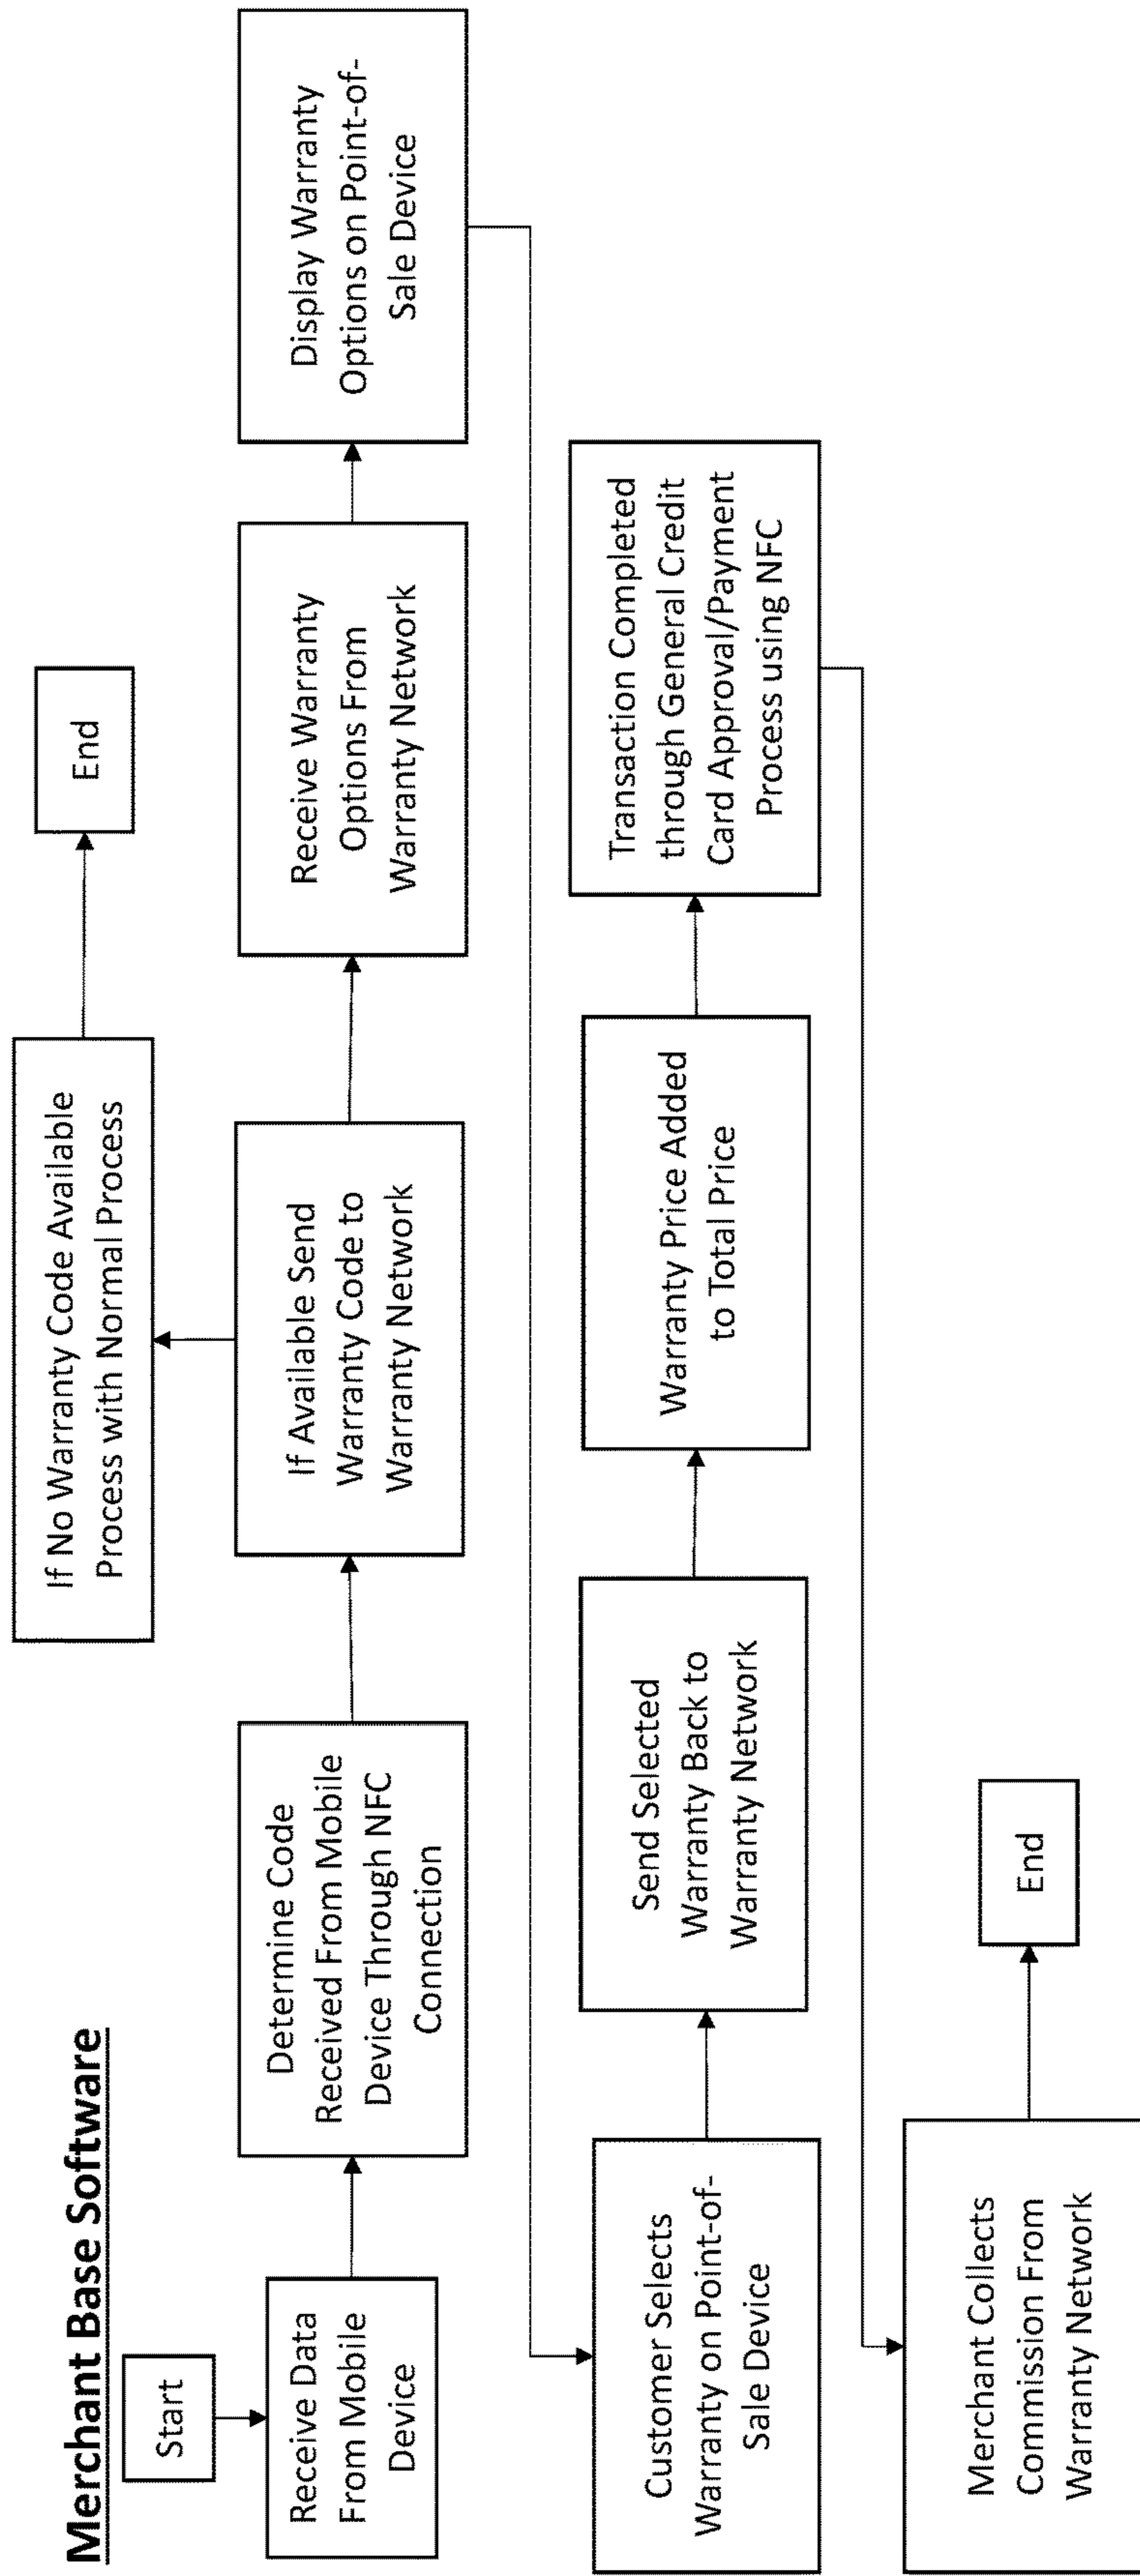 Merchant Base Software
Start
Receive Data
From Mobile
Device
Determine Code
Received From Mobile
Device Through NFC
Connection
If Available Send
Warranty Code to
Warranty Network
If No Warranty Code Available
Process with Normal Process
End
Receive Warranty
Options From
Warranty Network
Display Warranty
Options on Point-of-
Sale Device
Customer Selects
Warranty on Point-of-
Sale Device
Send Selected
Warranty Back to
Warranty Network
Warranty Price Added
to Total Price
Transaction Completed
through General Credit
Card Approval/Payment
Process using NFC
Merchant Collects
Commission From
Warranty Network
End